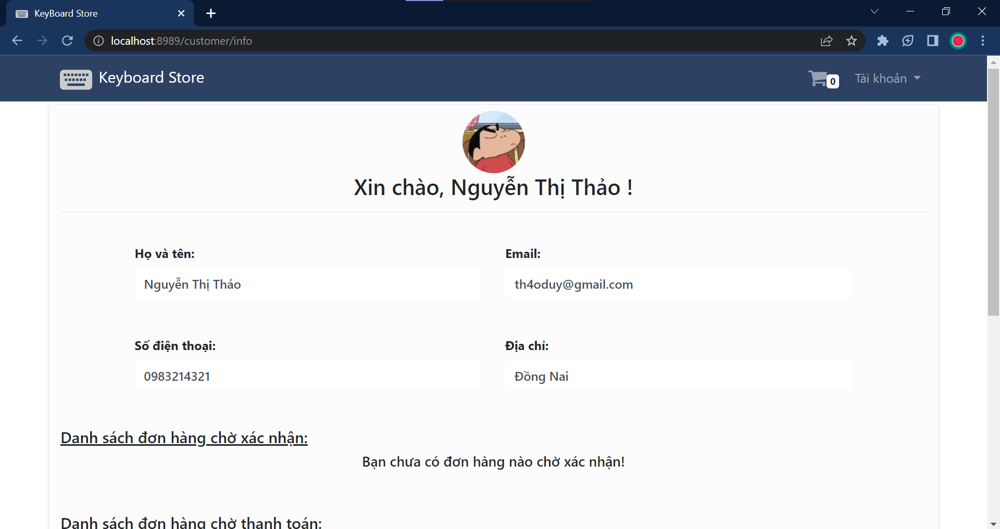 KeyBoard Store
localhost:8989/customer/info
Keyboard Store
0
Tài khoản
Xin chào, Nguyễn Thị Thảo !
Họ và tên:
Email:
Nguyễn Thị Thảo
th4oduy@gmail.com
Số điện thoại:
Địa chỉ:
0983214321
Đồng Nai
Danh sách đơn hàng chờ xác nhận:
Bạn chưa có đơn hàng nào chờ xác nhận!
Danh sách đơn hàng chờ thanh toán: